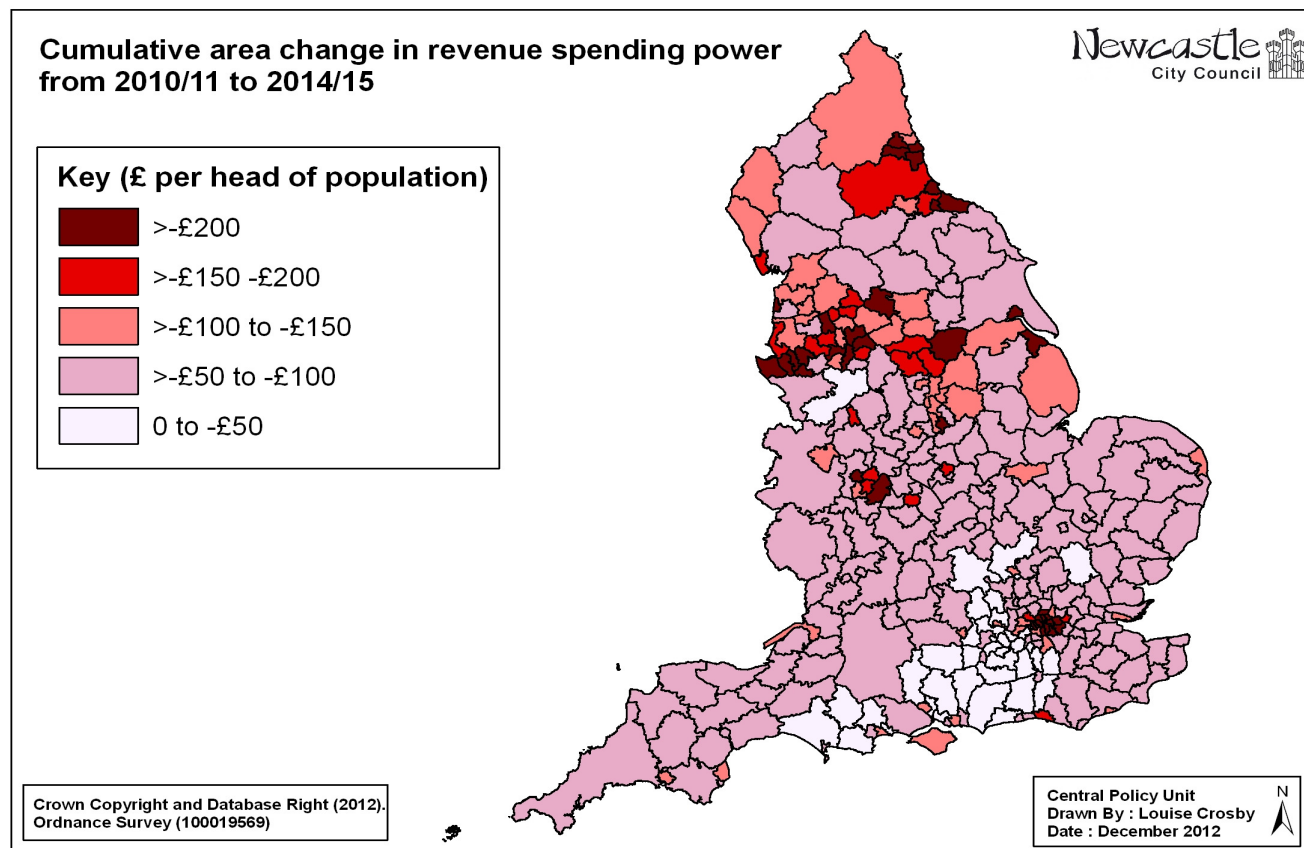 Cumulative area change in revenue spending power
from 2010/11 to 2014/15
Newcastle
City Council
Key (£ per head of population)
>-£200
>-£150 -£200
>-£100 to -£150
>-£50 to -£100
0 to -£50
Crown Copyright and Database Right (2012).
Ordnance Survey (100019569)
Central Policy Unit
Drawn By : Louise Crosby
Date : December 2012
N